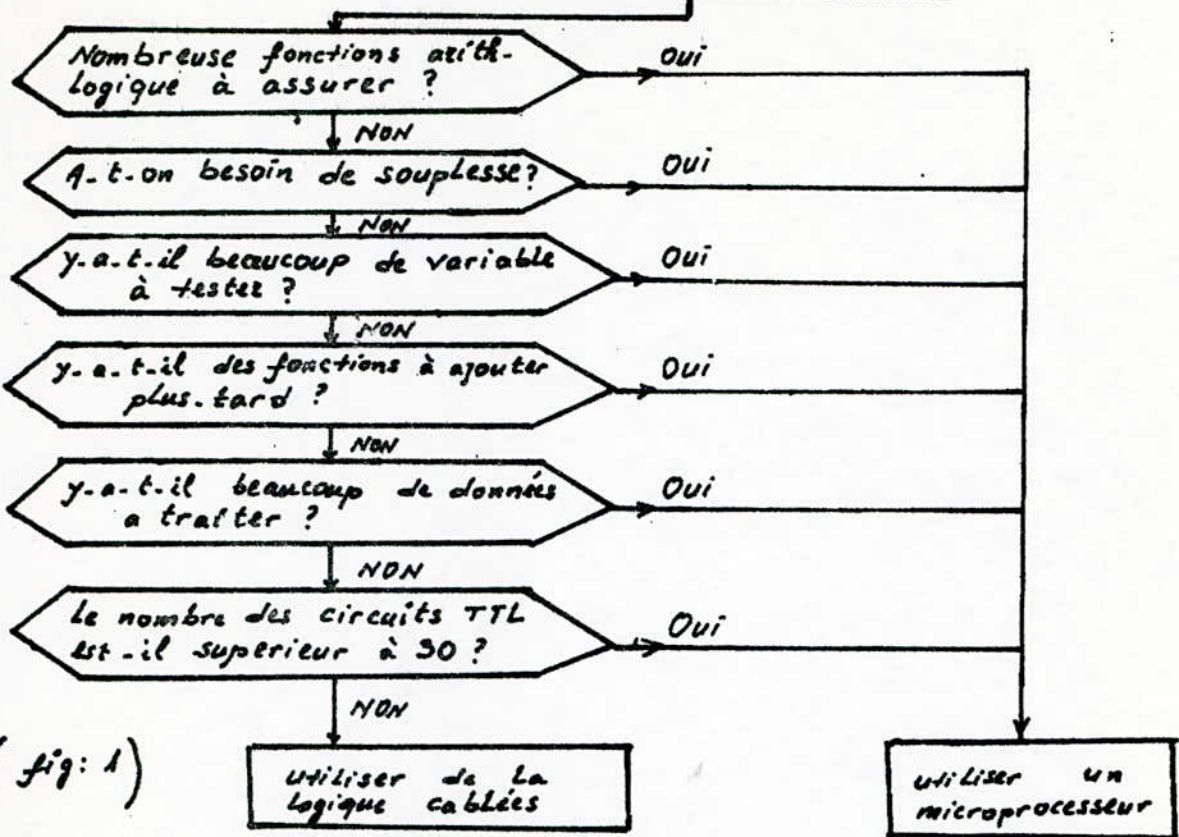 Nombreuse fonctions arith-
Logique à assurer ?
OUI
NON
A-t-on besoin de souplesse?
Oui
NON
y-a-t-il beaucoup de variable
à tester ?
Oui
NON
y-a-t-il des fonctions à ajouter
plus-tard ?
Oui
NON
y-a-t-il beaucoup de données
a traiter ?
Oui
NON
Le nombre des circuits TTL
est-il superieur à 30 ?
Oui
NON
( fig: 1 )
utiliser de La
Logique cablées
utiliser un
microprocesseur